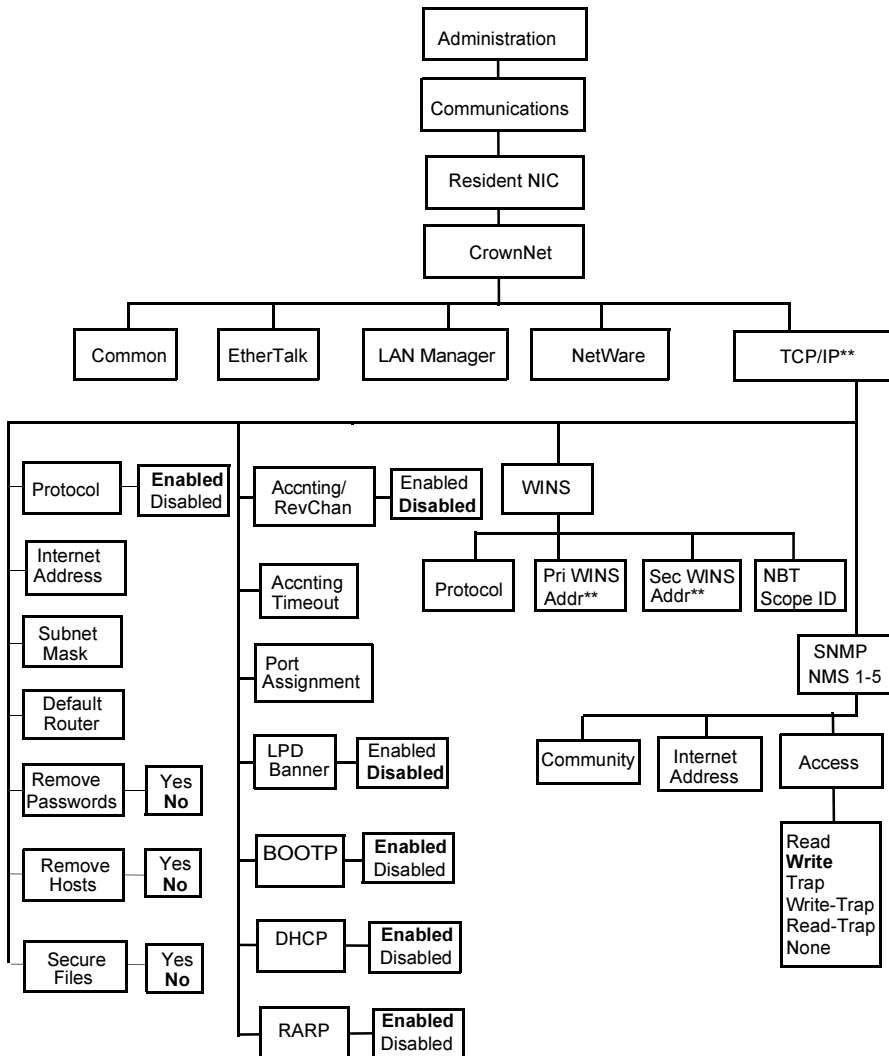 Administration
Communications
Resident NIC
CrownNet
Common
EtherTalk
LAN Manager
NetWare
TCP/IP**
Protocol
Enabled
Disabled
Internet
Address
Subnet
Mask
Default
Router
Remove
Passwords
Yes
No
Remove
Hosts
Yes
No
Secure
Files
Yes
No
Accnting/
RevChan
Enabled
Disabled
Accnting
Timeout
Port
Assignment
LPD
Banner
Enabled
Disabled
BOOTP
Enabled
Disabled
DHCP
Enabled
Disabled
RARP
Enabled
Disabled
WINS
Protocol
Pri WINS
Addr**
Sec WINS
Addr**
NBT
Scope ID
SNMP
NMS 1-5
Community
Internet
Address
Access
Read
Write
Trap
Write-Trap
Read-Trap
None